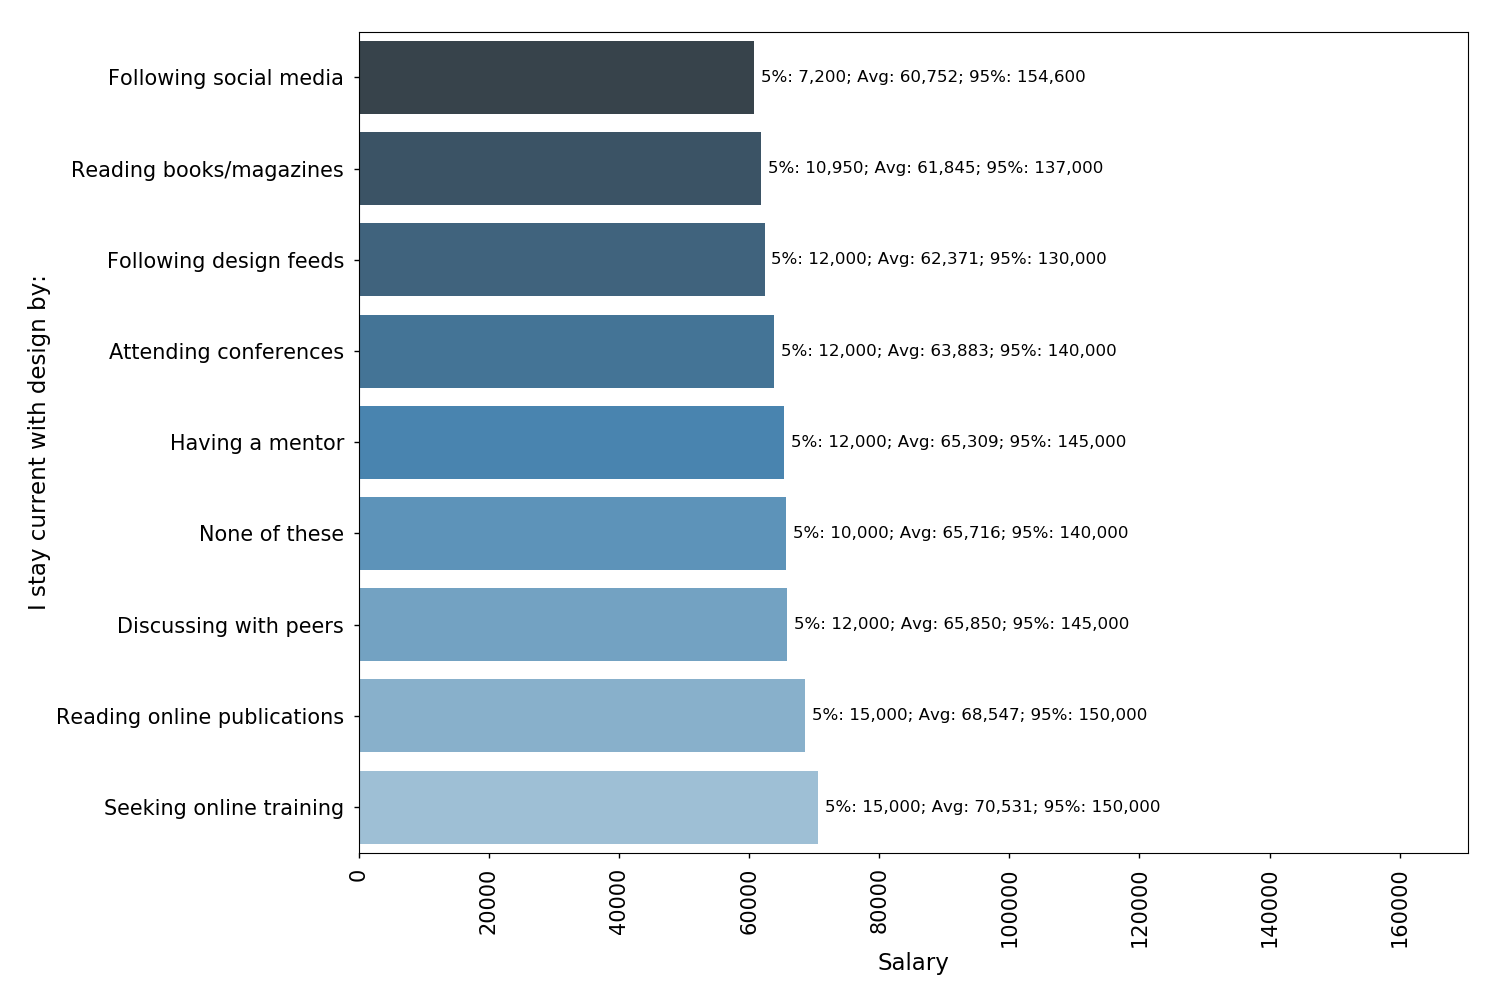 I stay current with design by:
Following social media
5%: 7,200; Avg: 60,752; 95%: 154,600
Reading books/magazines
5%: 10,950; Avg: 61,845; 95%: 137,000
Following design feeds
5%: 12,000; Avg: 62,371; 95%: 130,000
Attending conferences
5%: 12,000; Avg: 63,883; 95%: 140,000
Having a mentor
5%: 12,000; Avg: 65,309; 95%: 145,000
None of these
5%: 10,000; Avg: 65,716; 95%: 140,000
Discussing with peers
5%: 12,000; Avg: 65,850; 95%: 145,000
Reading online publications
5%: 15,000; Avg: 68,547; 95%: 150,000
Seeking online training
5%: 15,000; Avg: 70,531; 95%: 150,000
0
20000
40000
60000
80000
100000
120000
140000
160000
Salary